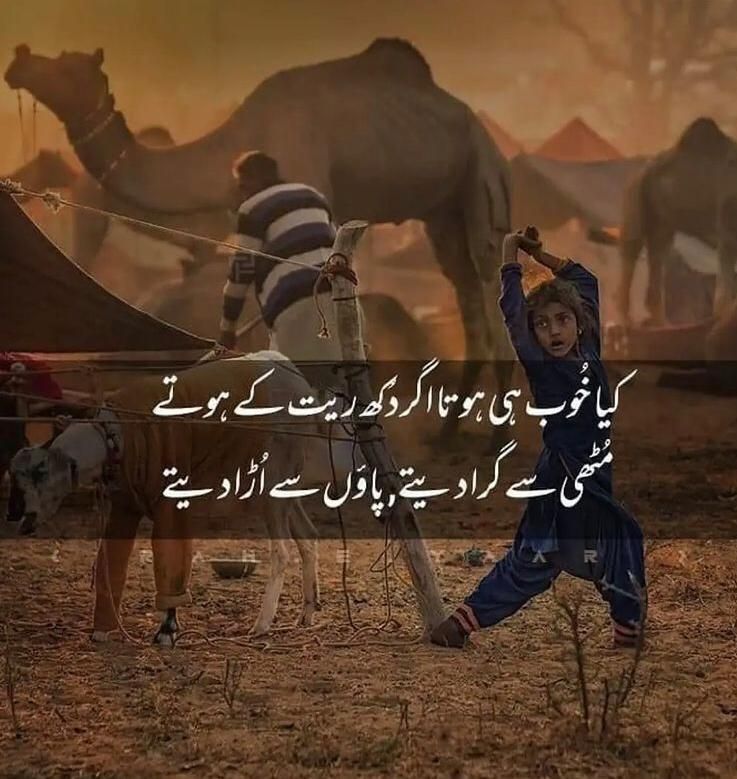 کیا خُوب ہی ہوتا اگر دُکھ ریت کے ہوتے
مُٹھی سے گرا دیتے, پاؤں سے اُڑا دیتے